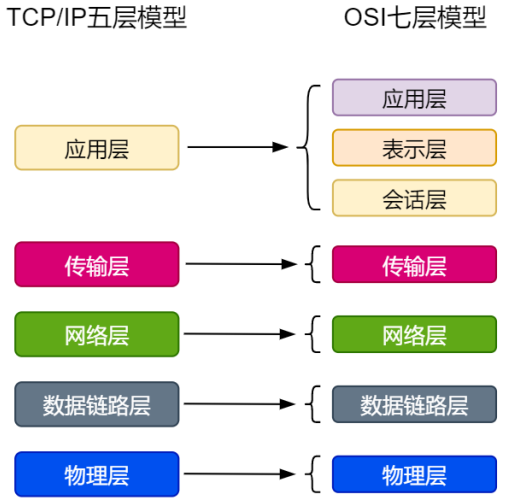 TCP/IP五层模型
OSI七层模型
应用层
应用层
表示层
会话层
传输层
传输层
网络层
网络层
数据链路层
数据链路层
物理层
物理层